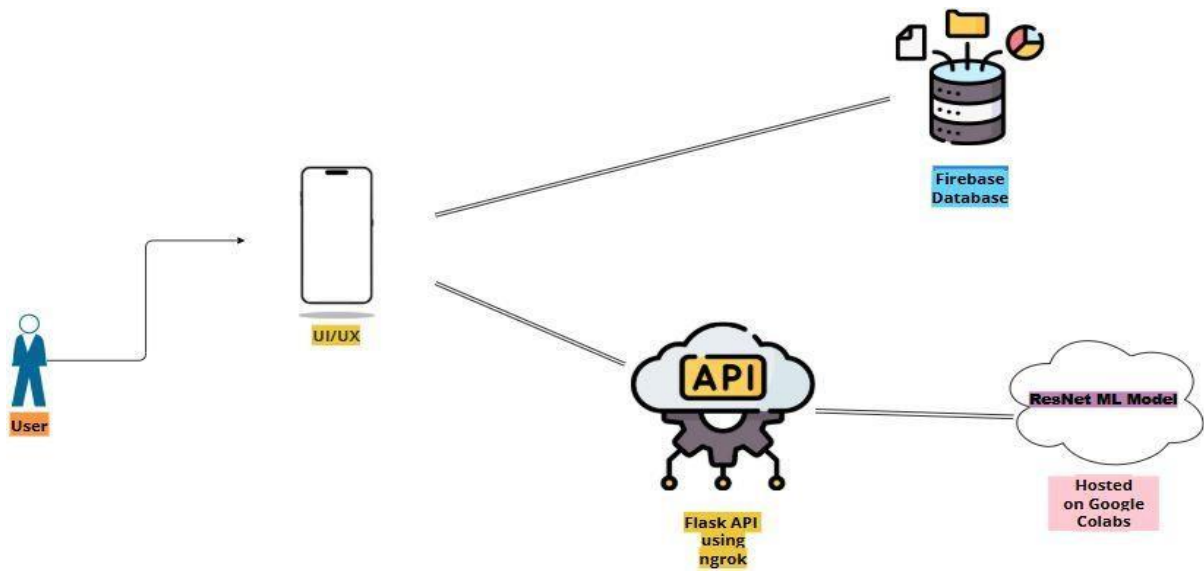 Firebase
Database
UI/UX
API
User
ResNet ML Model
Hosted
on Google
Colabs
Flask API
using
ngrok